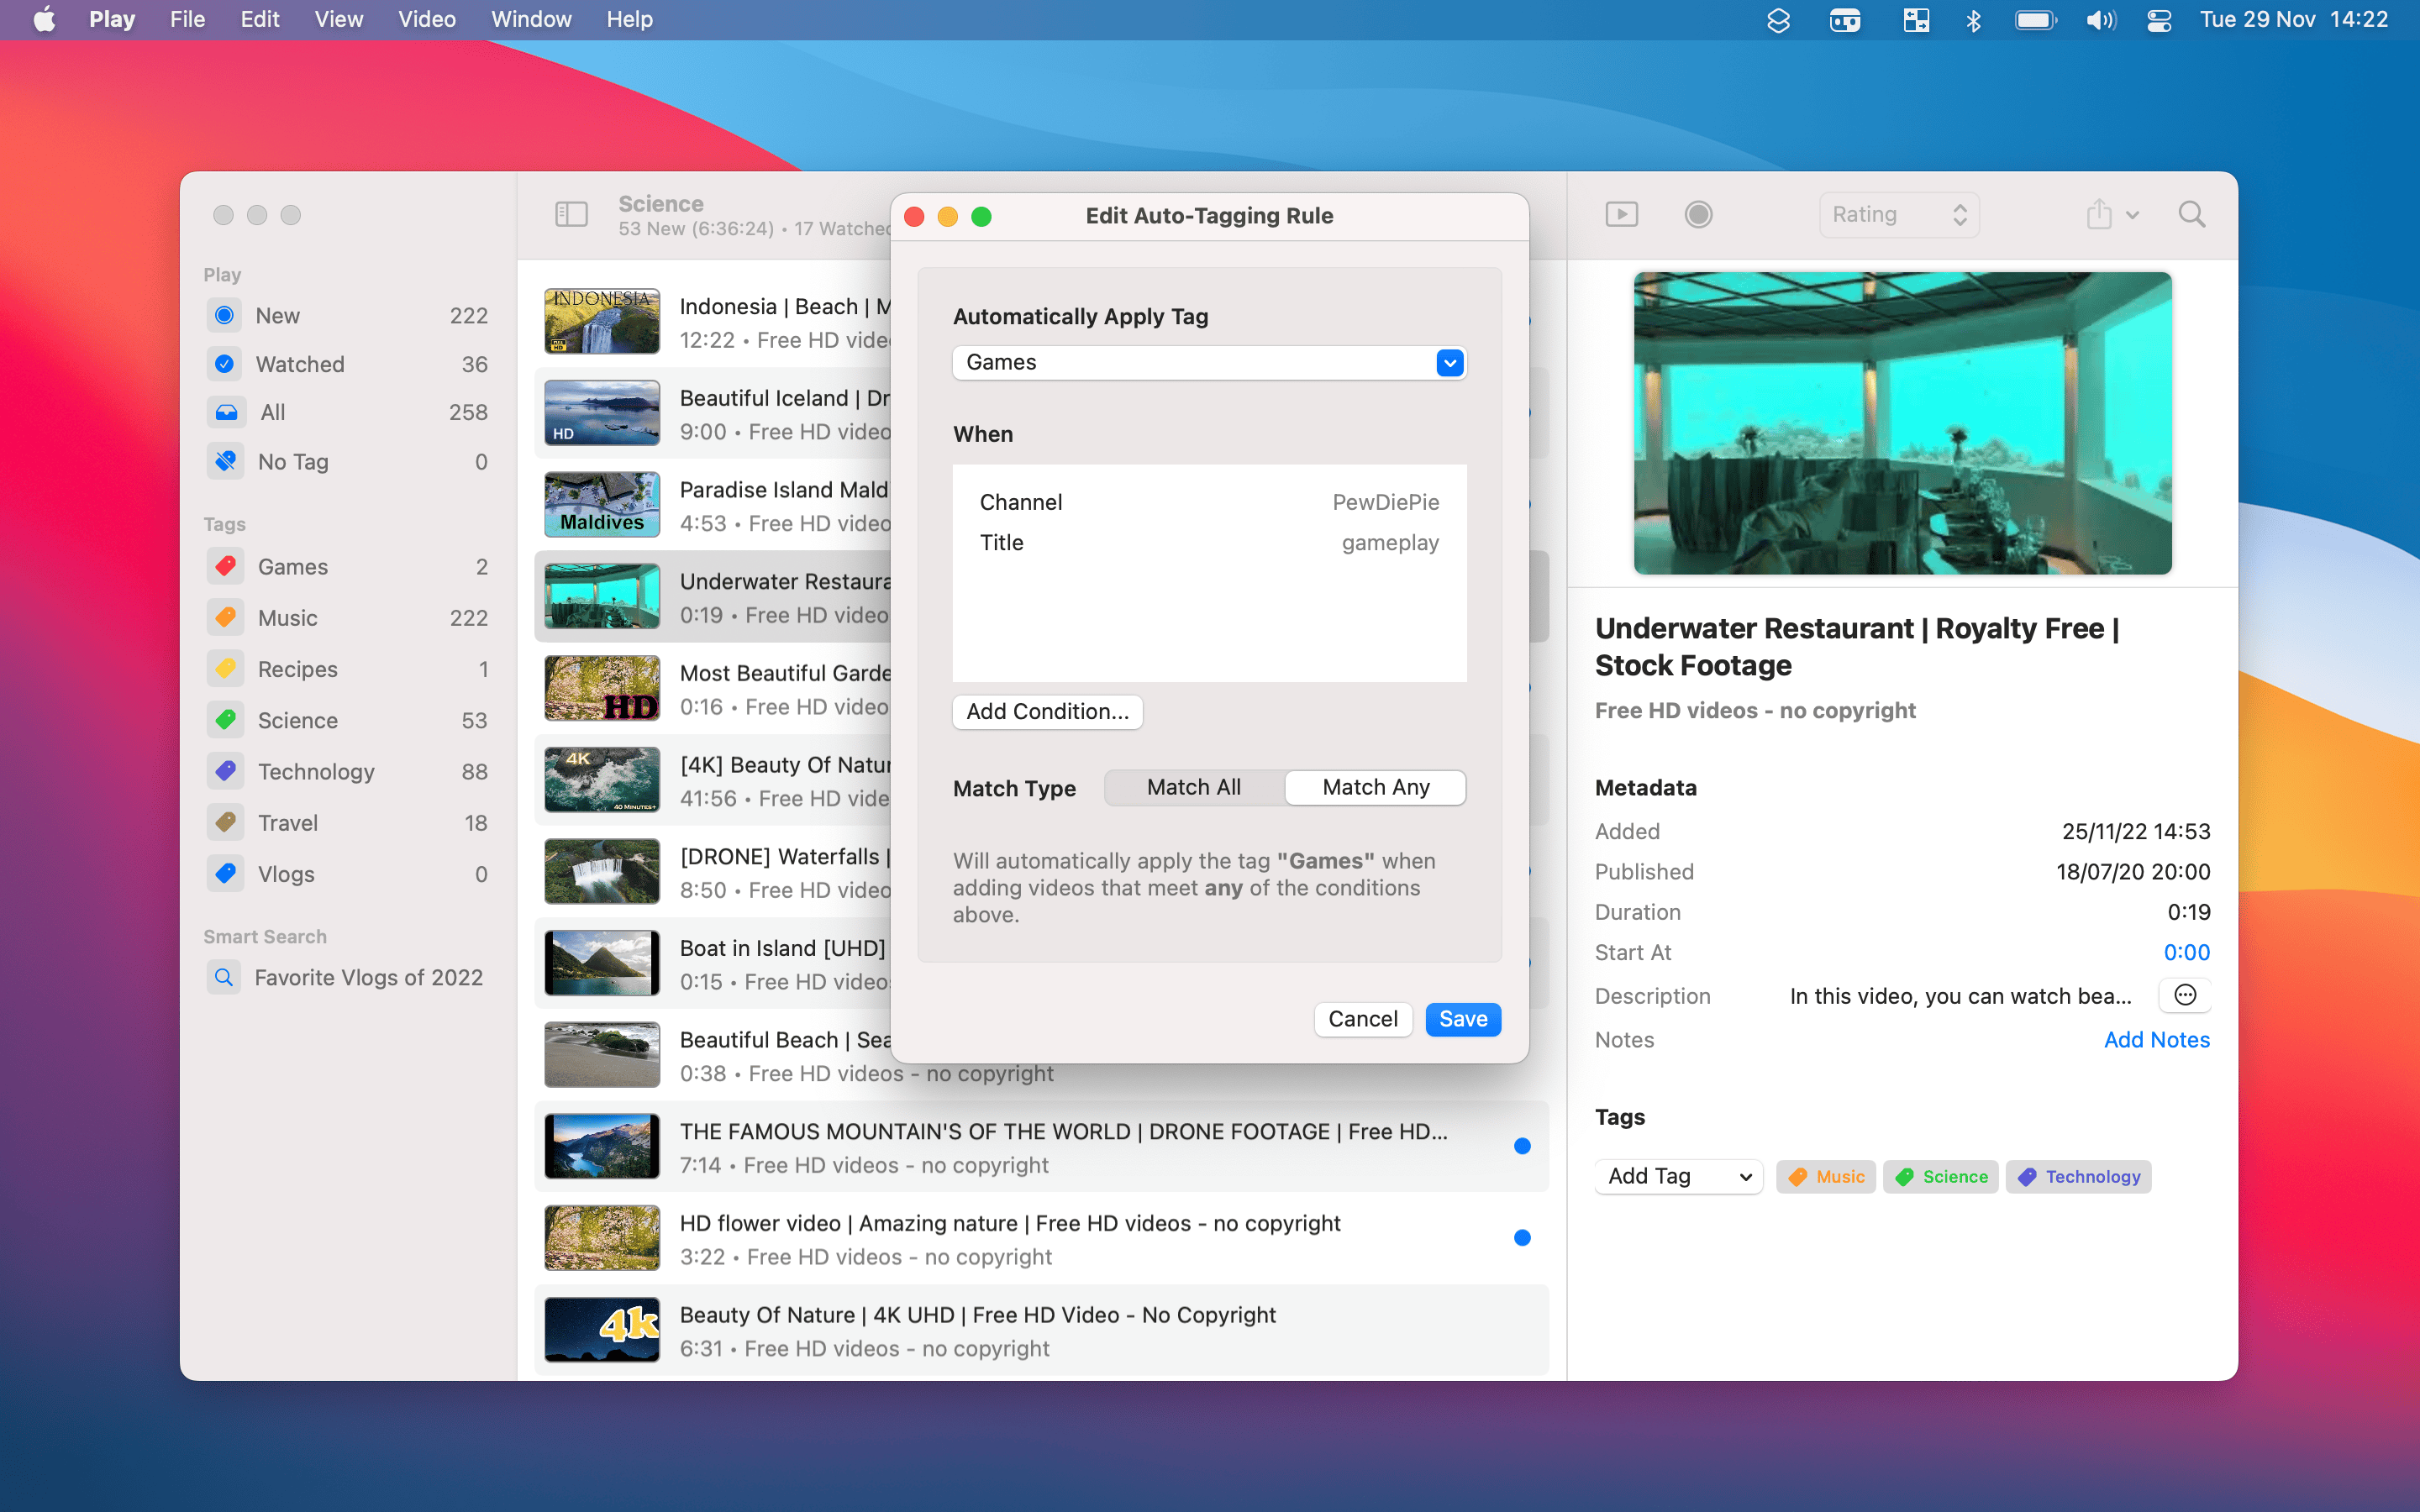 Play File Edit View Video Window Help
Tue 29 Nov 14:22
Play
New 222
Watched 36
All 258
No Tag 0
Tags
Games 2
Music 222
Recipes 1
Science 53
Technology 88
Travel 18
Vlogs 0
Smart Search
Favorite Vlogs of 2022
Science
53 New (6:36:24) • 17 Watched
INDONESIA
FULL HD
Indonesia | Beach | M
12:22 • Free HD vide
HD
Beautiful Iceland | Dr
9:00 • Free HD video
Maldives
Paradise Island Mald
4:53 • Free HD video
Underwater Restaura
0:19 • Free HD video
HD
Most Beautiful Garde
0:16 • Free HD video
4K
40 MINUTES+
[4K] Beauty Of Natur
41:56 • Free HD vide
[DRONE] Waterfalls |
8:50 • Free HD video
Boat in Island [UHD]
0:15 • Free HD video
Beautiful Beach | Sea
0:38 • Free HD videos - no copyright
THE FAMOUS MOUNTAIN'S OF THE WORLD | DRONE FOOTAGE | Free HD...
7:14 • Free HD videos - no copyright
HD flower video | Amazing nature | Free HD videos - no copyright
3:22 • Free HD videos - no copyright
4k
Beauty Of Nature | 4K UHD | Free HD Video - No Copyright
6:31 • Free HD videos - no copyright
Edit Auto-Tagging Rule
Automatically Apply Tag
Games
When
Channel PewDiePie
Title gameplay
Add Condition...
Match Type Match All Match Any
Will automatically apply the tag "Games" when
adding videos that meet any of the conditions
above.
Cancel Save
Rating
Underwater Restaurant | Royalty Free |
Stock Footage
Free HD videos - no copyright
Metadata
Added 25/11/22 14:53
Published 18/07/20 20:00
Duration 0:19
Start At 0:00
Description In this video, you can watch bea...
Notes Add Notes
Tags
Add Tag Music Science Technology